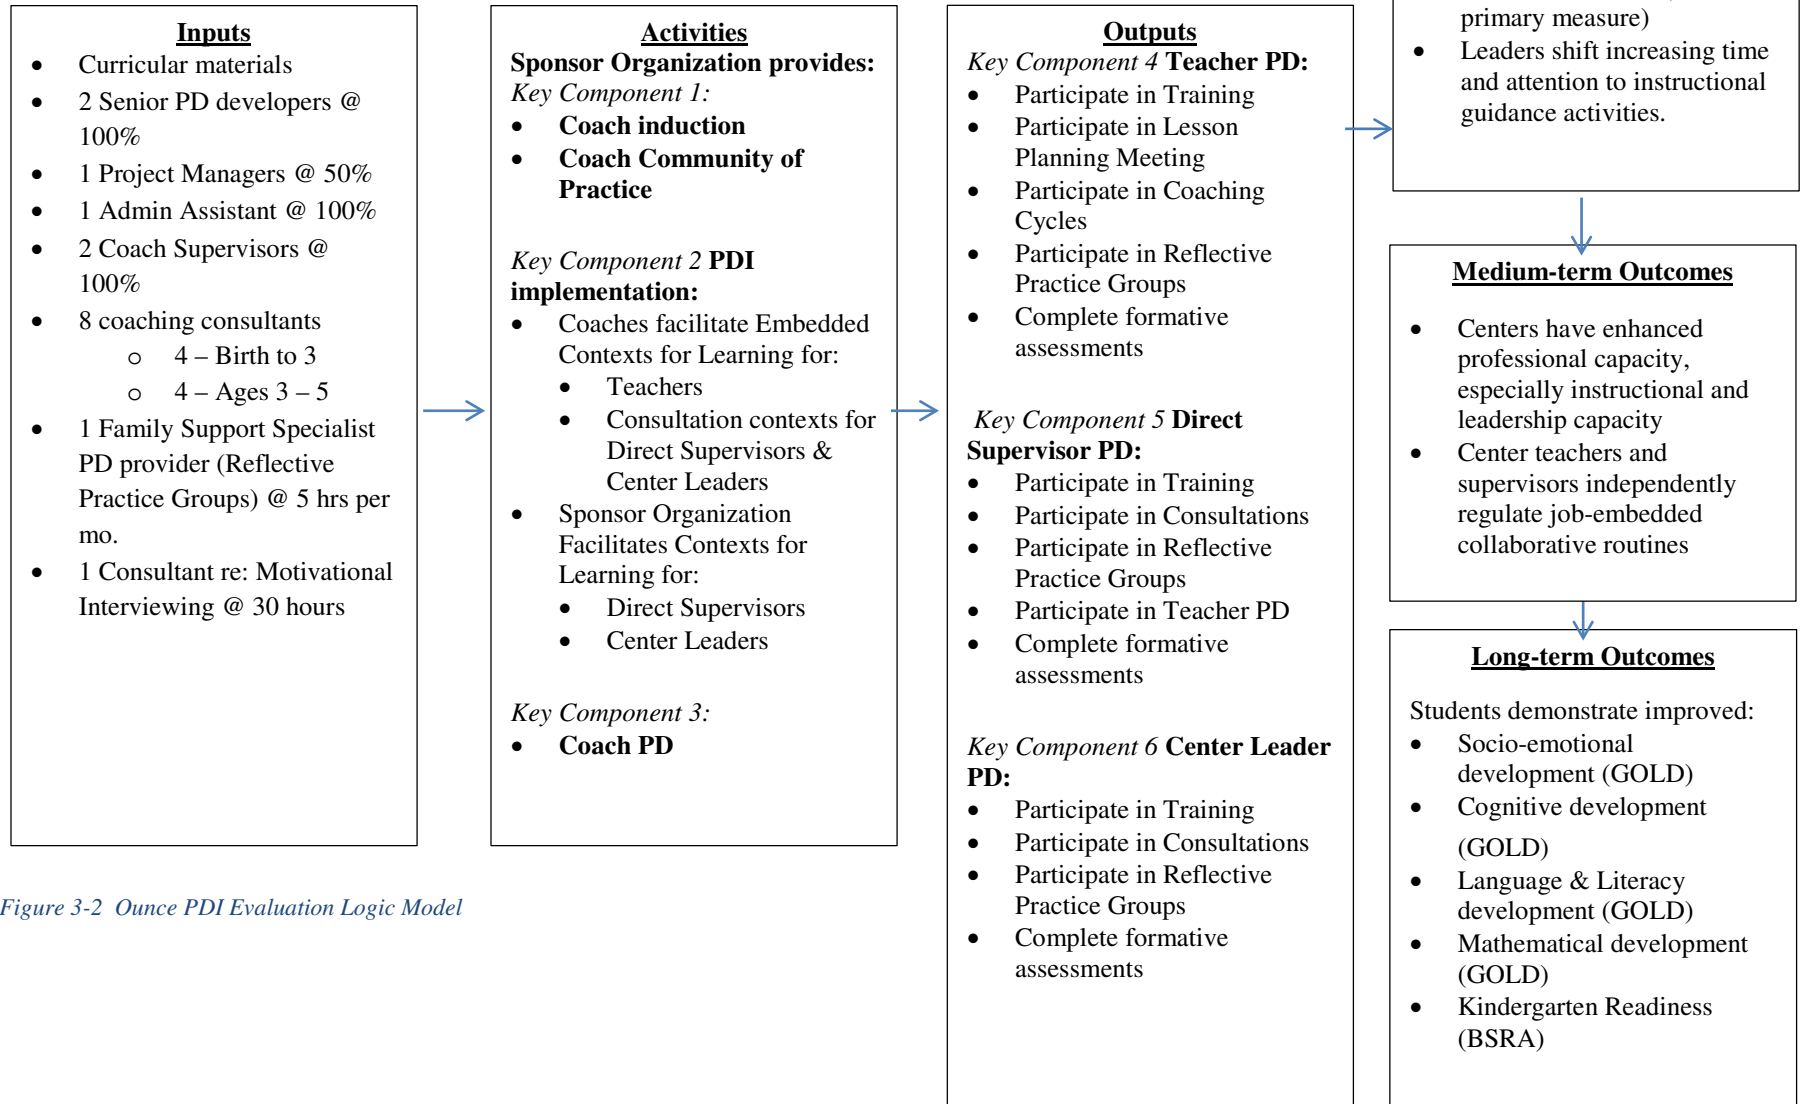 Inputs
• Curricular materials
• 2 Senior PD developers @
100%
• 1 Project Managers @ 50%
• 1 Admin Assistant @ 100%
• 2 Coach Supervisors @
100%
• 8 coaching consultants
o 4 – Birth to 3
o 4 – Ages 3 – 5
• 1 Family Support Specialist
PD provider (Reflective
Practice Groups) @ 5 hrs per
mo.
• 1 Consultant re: Motivational
Interviewing @ 30 hours
Activities
Sponsor Organization provides:
Key Component 1:
• Coach induction
• Coach Community of
Practice
Key Component 2 PDI
implementation:
• Coaches facilitate Embedded
Contexts for Learning for:
• Teachers
• Consultation contexts for
Direct Supervisors &
Center Leaders
• Sponsor Organization
Facilitates Contexts for
Learning for:
• Direct Supervisors
• Center Leaders
Key Component 3:
• Coach PD
Outputs
Key Component 4 Teacher PD:
• Participate in Training
• Participate in Lesson
Planning Meeting
• Participate in Coaching
Cycles
• Participate in Reflective
Practice Groups
• Complete formative
assessments
Key Component 5 Direct
Supervisor PD:
• Participate in Training
• Participate in Consultations
• Participate in Reflective
Practice Groups
• Participate in Teacher PD
• Complete formative
assessments
Key Component 6 Center Leader
PD:
• Participate in Training
• Participate in Consultations
• Participate in Reflective
Practice Groups
• Complete formative
assessments
primary measure)
• Leaders shift increasing time
and attention to instructional
guidance activities.
Medium-term Outcomes
• Centers have enhanced
professional capacity,
especially instructional and
leadership capacity
• Center teachers and
supervisors independently
regulate job-embedded
collaborative routines
Long-term Outcomes
Students demonstrate improved:
• Socio-emotional
development (GOLD)
• Cognitive development
(GOLD)
• Language & Literacy
development (GOLD)
• Mathematical development
(GOLD)
• Kindergarten Readiness
(BSRA)
Figure 3-2 Ounce PDI Evaluation Logic Model